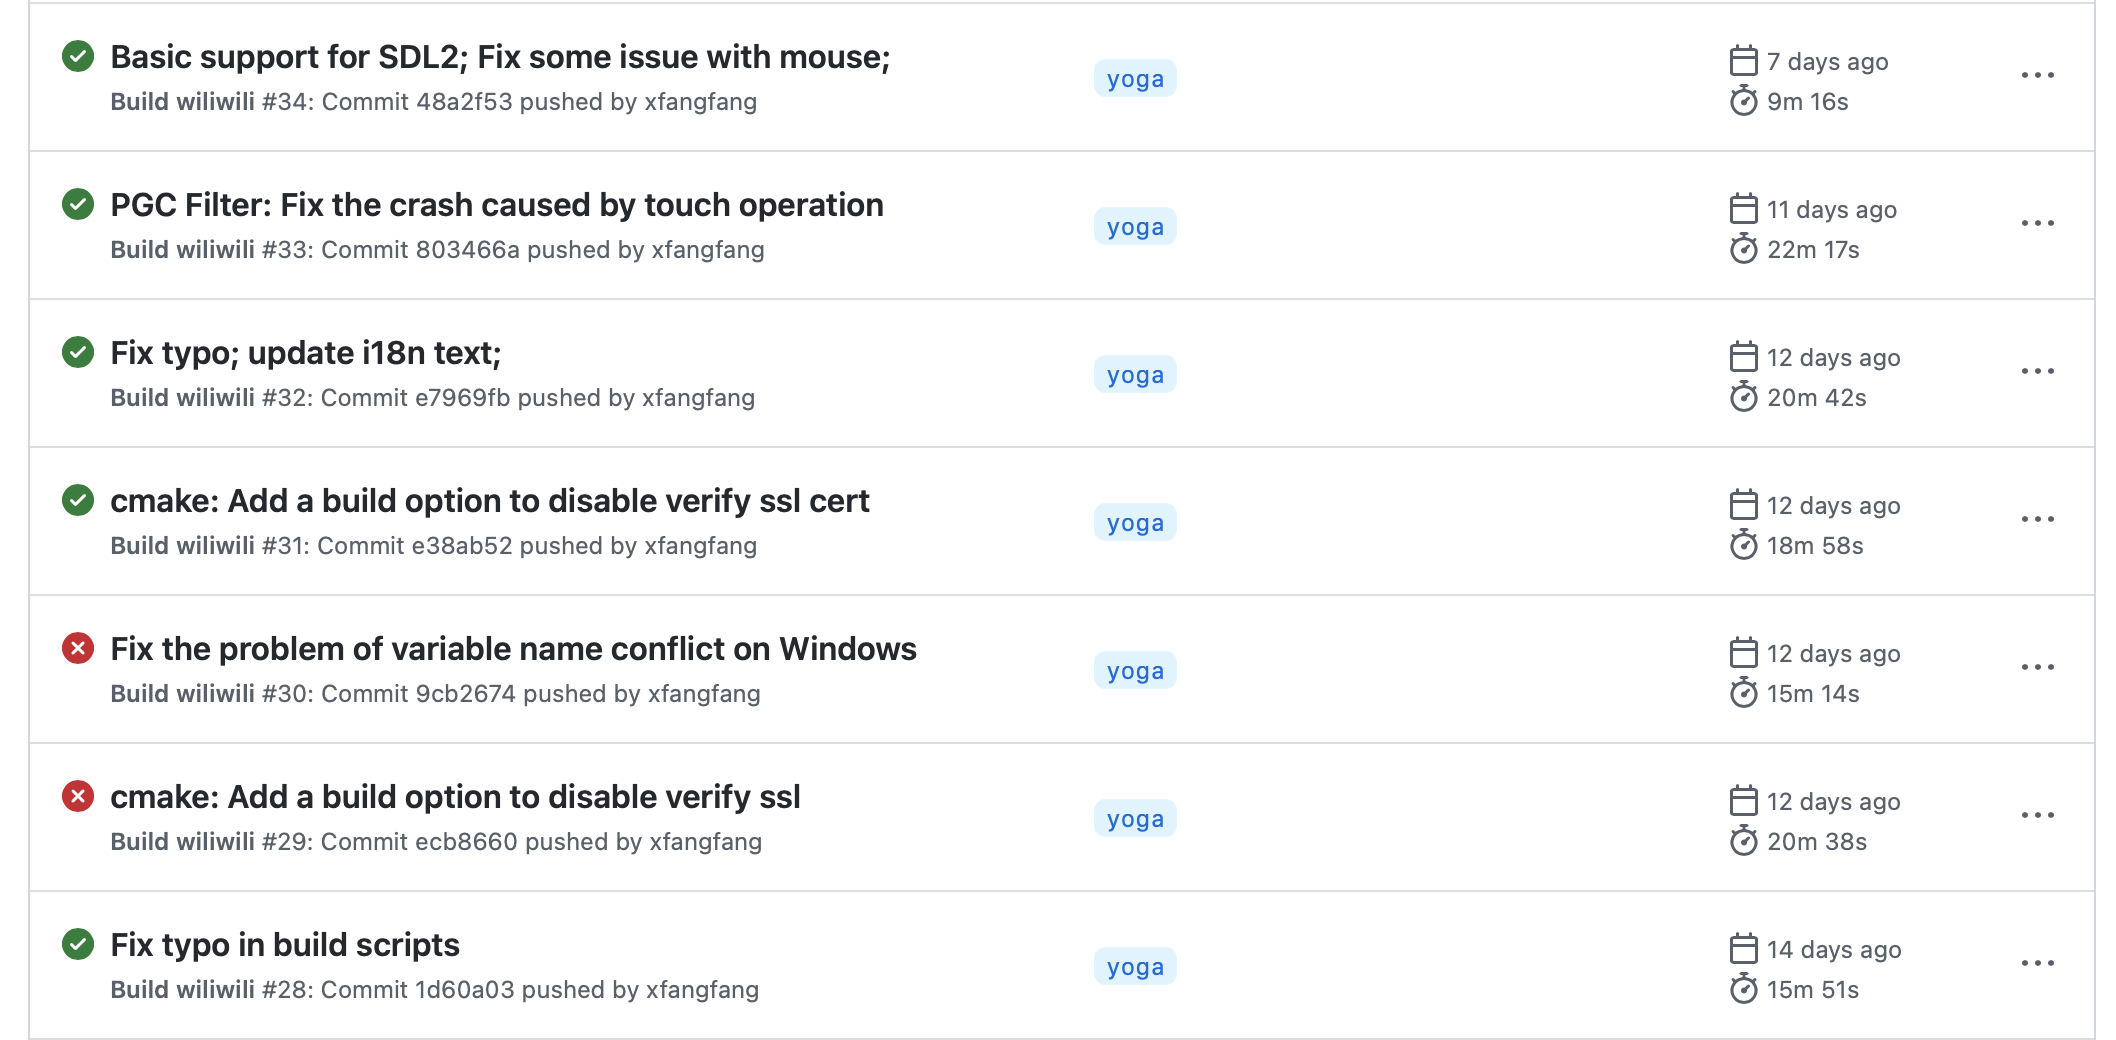 Basic support for SDL2; Fix some issue with mouse;
Build wiliwili #34: Commit 48a2f53 pushed by xfangfang
yoga
7 days ago
9m 16s
PGC Filter: Fix the crash caused by touch operation
Build wiliwili #33: Commit 803466a pushed by xfangfang
yoga
11 days ago
22m 17s
Fix typo; update i18n text;
Build wiliwili #32: Commit e7969fb pushed by xfangfang
yoga
12 days ago
20m 42s
cmake: Add a build option to disable verify ssl cert
Build wiliwili #31: Commit e38ab52 pushed by xfangfang
yoga
12 days ago
18m 58s
Fix the problem of variable name conflict on Windows
Build wiliwili #30: Commit 9cb2674 pushed by xfangfang
yoga
12 days ago
15m 14s
cmake: Add a build option to disable verify ssl
Build wiliwili #29: Commit ecb8660 pushed by xfangfang
yoga
12 days ago
20m 38s
Fix typo in build scripts
Build wiliwili #28: Commit 1d60a03 pushed by xfangfang
yoga
14 days ago
15m 51s